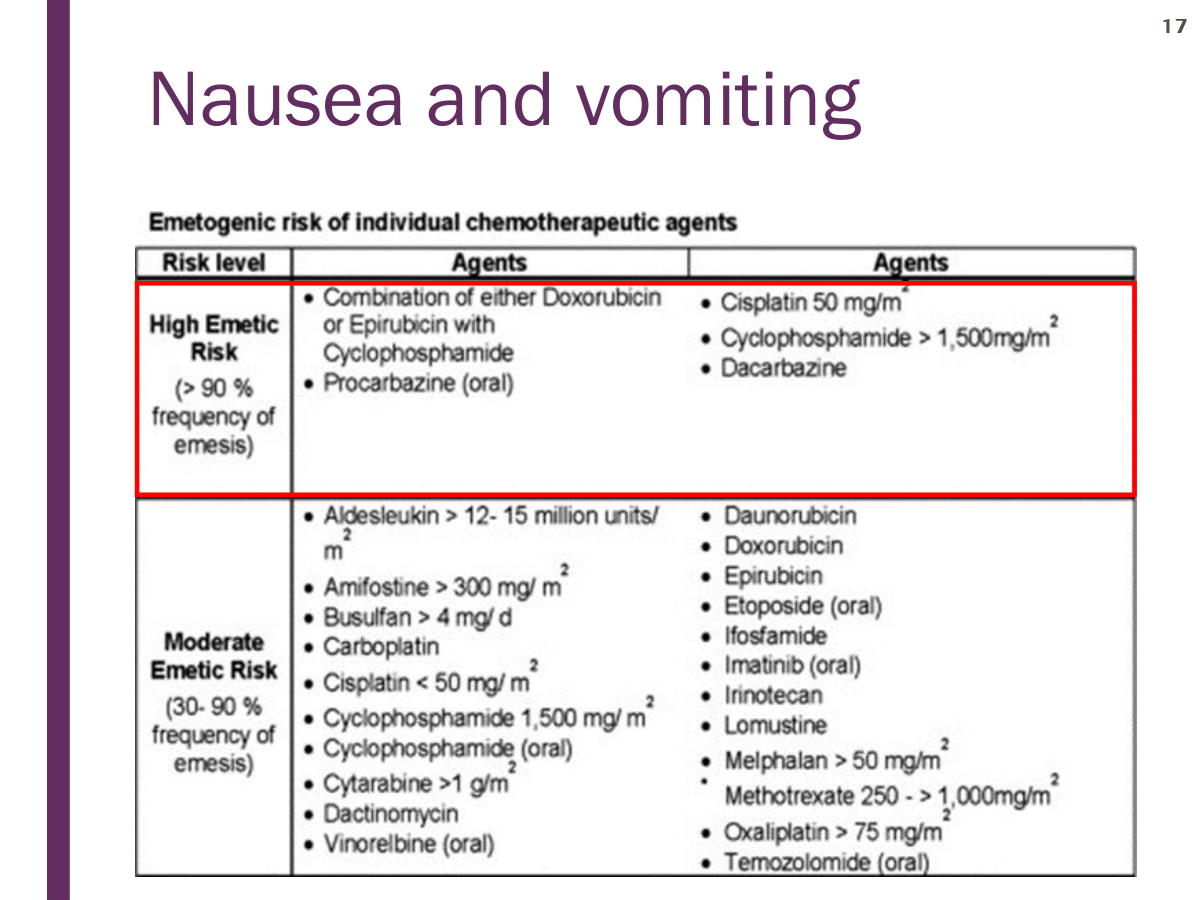 17
Nausea and vomiting
Emetogenic risk of individual chemotherapeutic agents
Risk level Agents Agents
High Emetic
Risk
(> 90 %
frequency of
emesis)
• Combination of either Doxorubicin
or Epirubicin with
Cyclophosphamide
• Procarbazine (oral)
• Cisplatin 50 mg/m²
• Cyclophosphamide > 1,500mg/m²
• Dacarbazine
Moderate
Emetic Risk
(30- 90 %
frequency of
emesis)
• Aldesleukin > 12- 15 million units/
m²
• Amifostine > 300 mg/ m²
• Busulfan > 4 mg/ d
• Carboplatin
• Cisplatin < 50 mg/ m²
• Cyclophosphamide 1,500 mg/ m²
• Cyclophosphamide (oral)
• Cytarabine >1 g/m²
• Dactinomycin
• Vinorelbine (oral)
• Daunorubicin
• Doxorubicin
• Epirubicin
• Etoposide (oral)
• Ifosfamide
• Imatinib (oral)
• Irinotecan
• Lomustine
• Melphalan > 50 mg/m²
• Methotrexate 250 - > 1,000mg/m²
• Oxaliplatin > 75 mg/m²
• Temozolomide (oral)